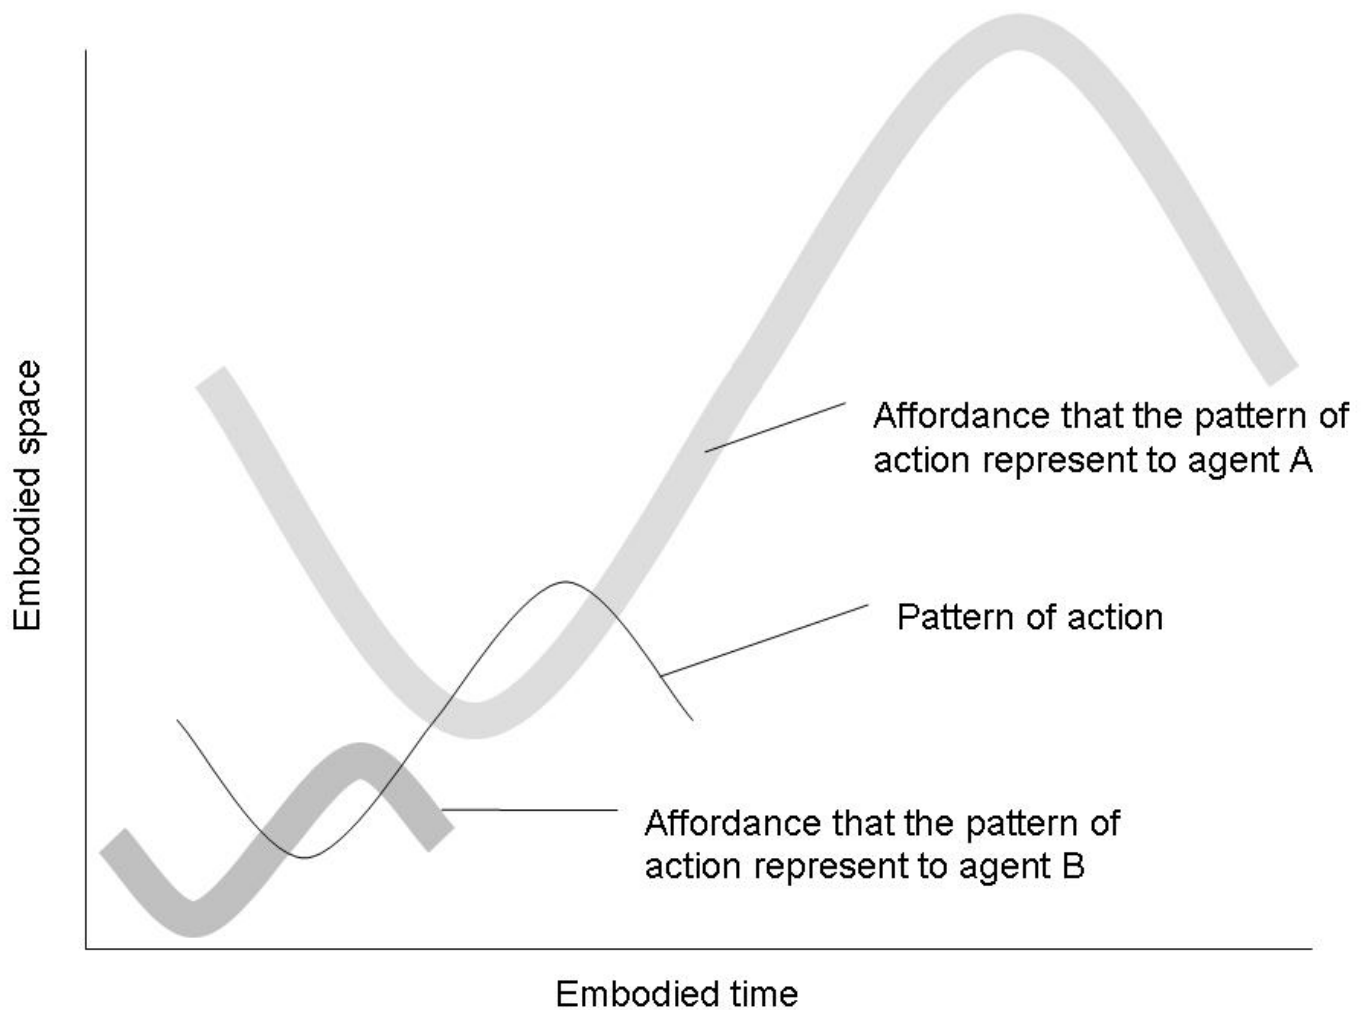 Embodied space
Affordance that the pattern of
action represent to agent A
Pattern of action
Affordance that the pattern of
action represent to agent B
Embodied time